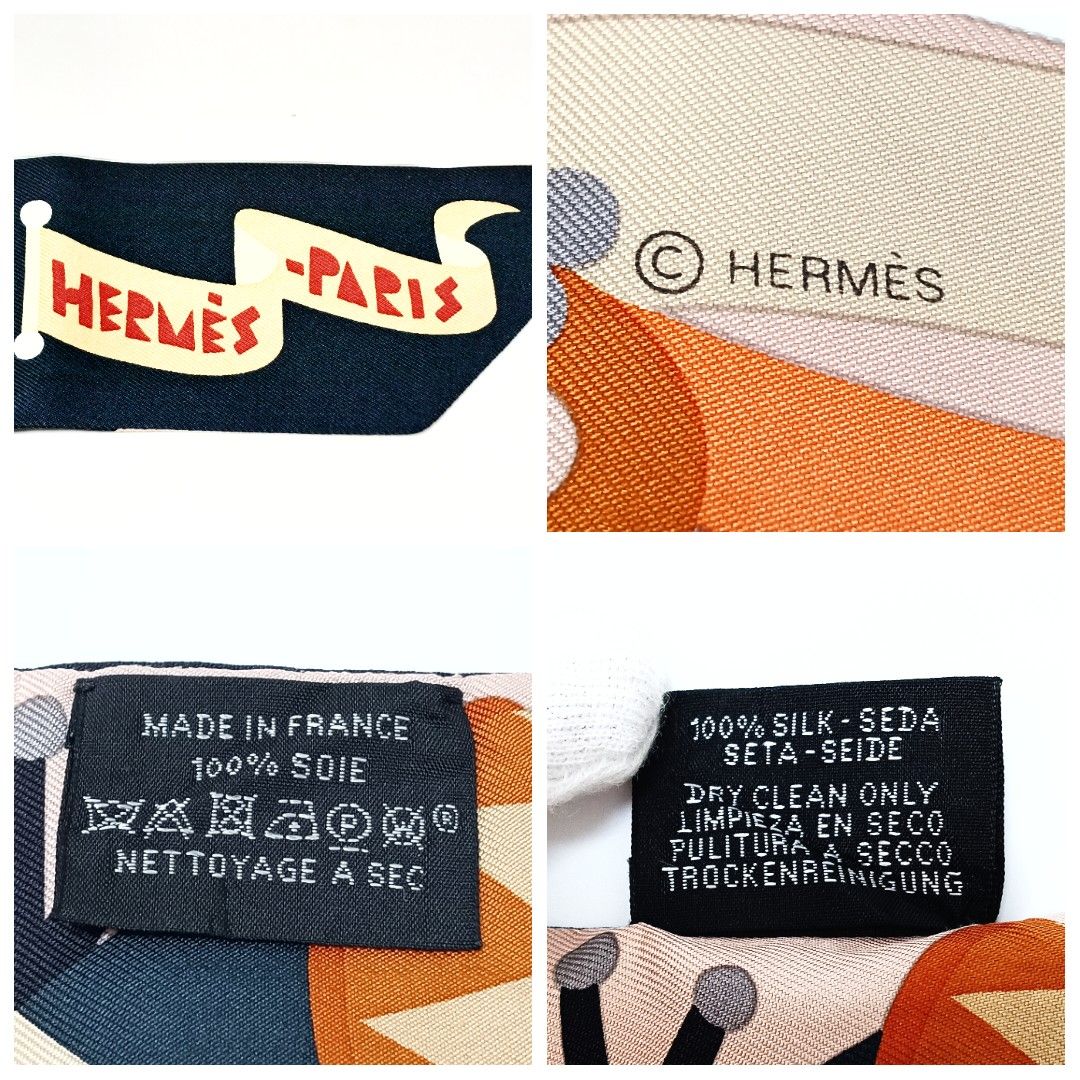 HERMÈS
-PARIS
© HERMÈS
MADE IN FRANCE
100% SOIE
P W ®
NETTOYAGE A SEC
100% SILK - SEDA
SETA - SEIDE
DRY CLEAN ONLY
LIMPIEZA EN SECO
PULITURA A SECCO
TROCKENREINIGUNG